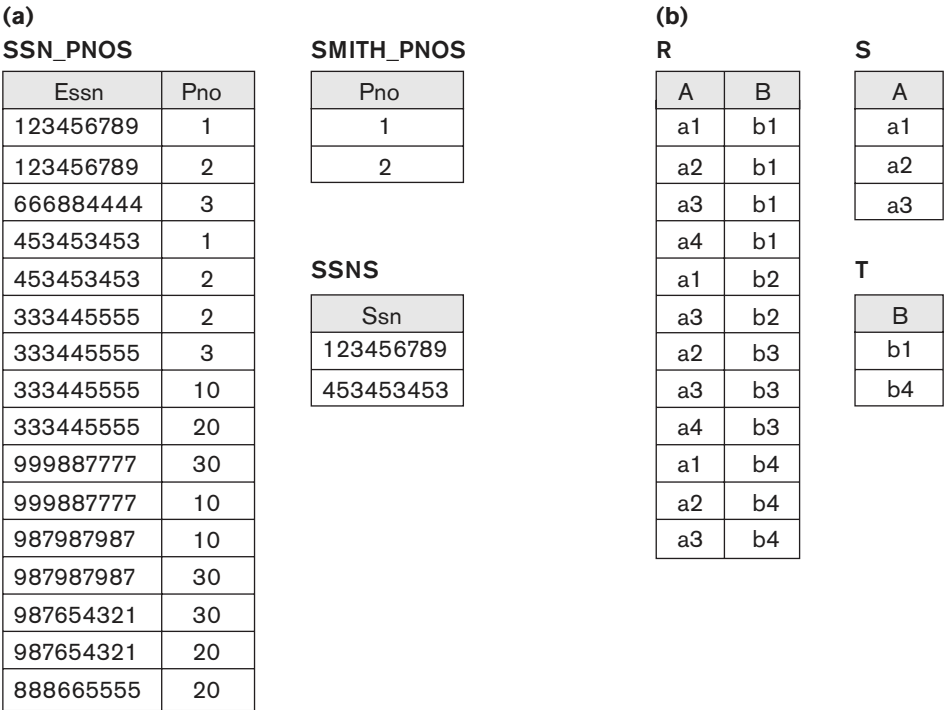 (a)
SSN_PNOS
Essn Pno
123456789 1
123456789 2
666884444 3
453453453 1
453453453 2
333445555 2
333445555 3
333445555 10
333445555 20
999887777 30
999887777 10
987987987 10
987987987 30
987654321 30
987654321 20
888665555 20
SMITH_PNOS
Pno
1
2
SSNS
Ssn
123456789
453453453
(b)
R
A B
a1 b1
a2 b1
a3 b1
a4 b1
a1 b2
a3 b2
a2 b3
a3 b3
a4 b3
a1 b4
a2 b4
a3 b4
S
A
a1
a2
a3
T
B
b1
b4